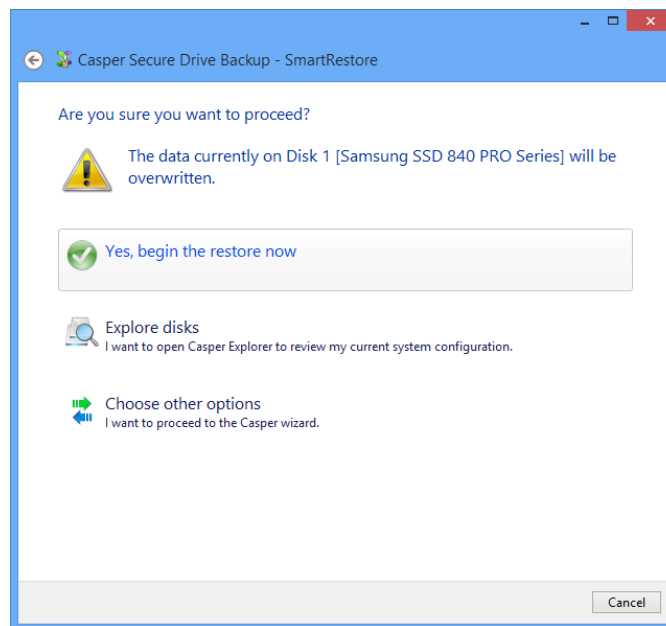 Casper Secure Drive Backup - SmartRestore
Are you sure you want to proceed?
The data currently on Disk 1 [Samsung SSD 840 PRO Series] will be
overwritten.
Yes, begin the restore now
Explore disks
I want to open Casper Explorer to review my current system configuration.
Choose other options
I want to proceed to the Casper wizard.
Cancel